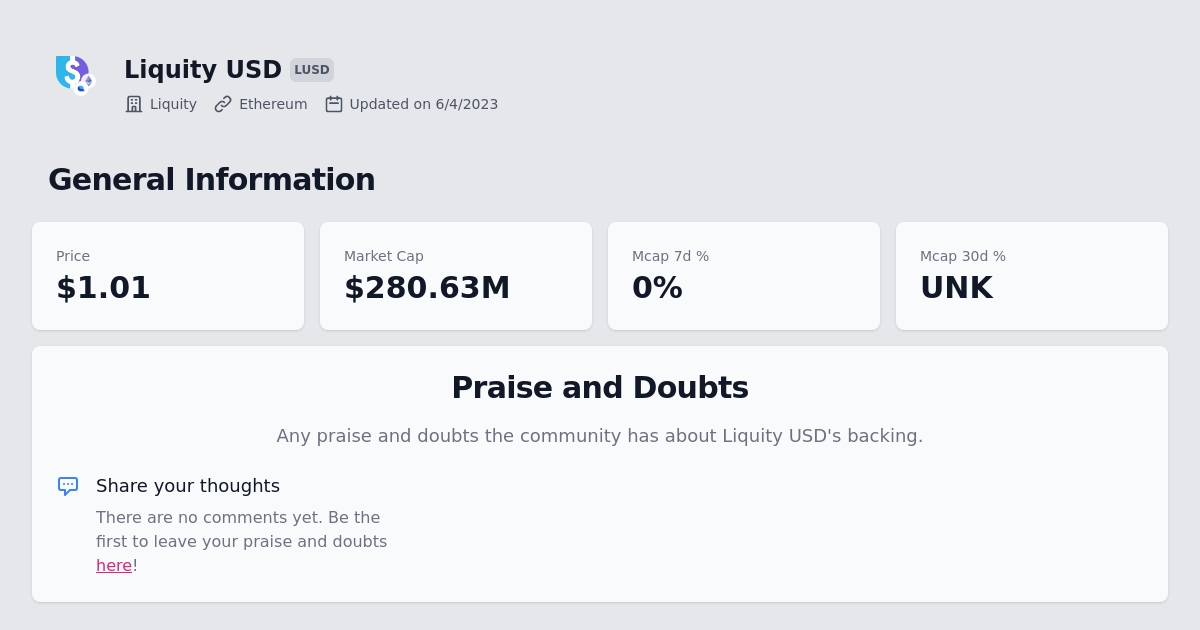 Liquity USD LUSD
Liquity Ethereum Updated on 6/4/2023
General Information
Price
$1.01
Market Cap
$280.63M
Mcap 7d %
0%
Mcap 30d %
UNK
Praise and Doubts
Any praise and doubts the community has about Liquity USD's backing.
Share your thoughts
There are no comments yet. Be the
first to leave your praise and doubts
here!